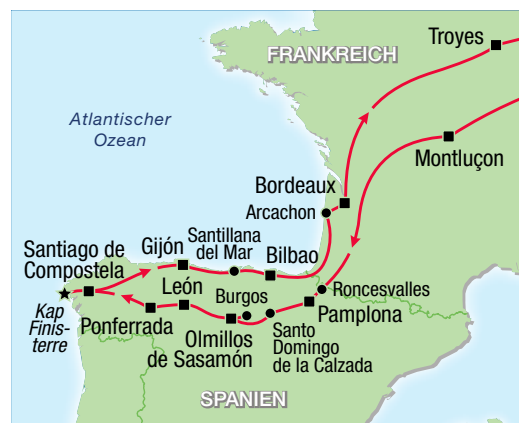 Troyes
FRANKREICH
Atlantischer
Ozean
Montluçon
Bordeaux
Arcachon
Santiago de
Compostela
Gijón
Santillana
del Mar
Bilbao
León
Burgos
Roncesvalles
Kap
Finis-
terre
Ponferrada
Olmillos
de Sasamón
Pamplona
Santo
Domingo
de la Calzada
SPANIEN